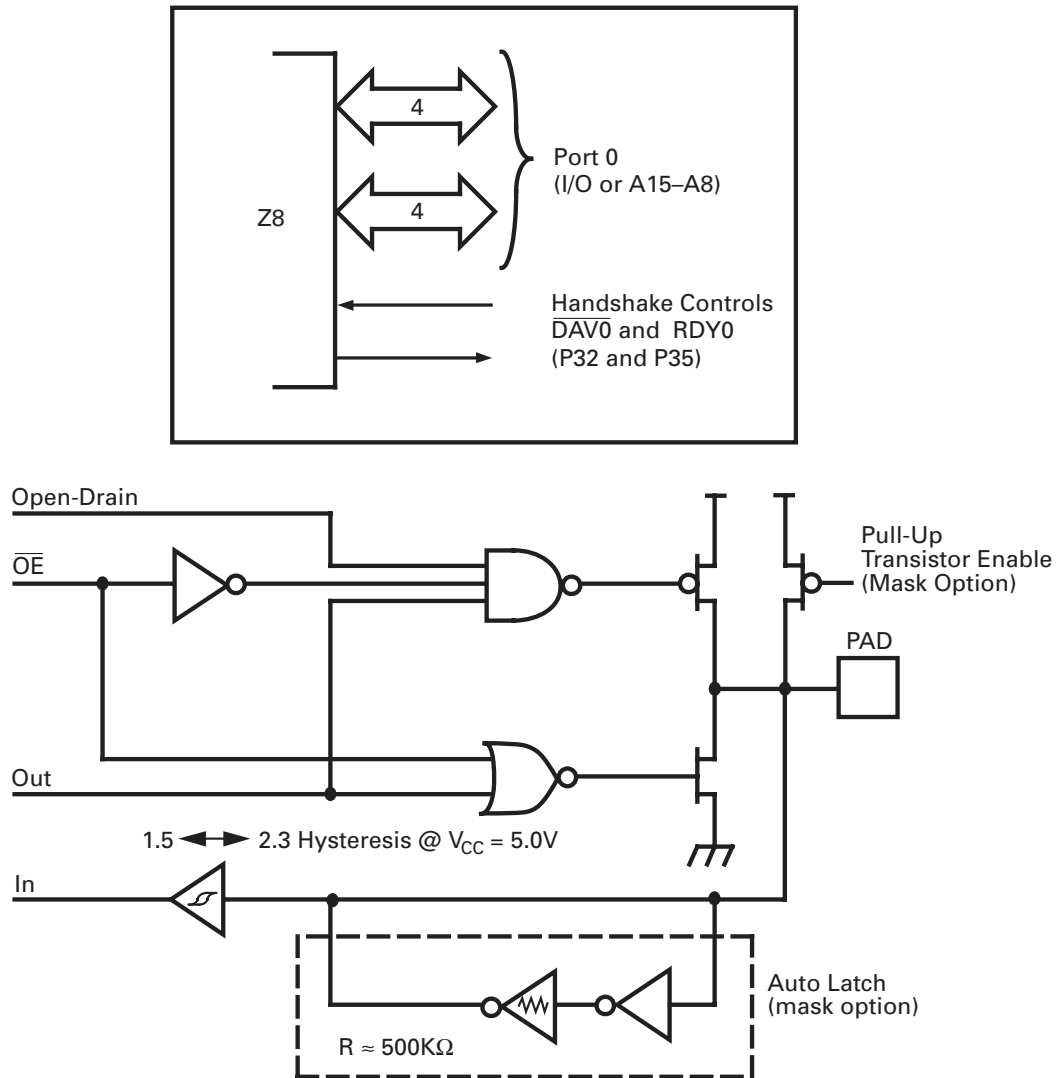 4
Port 0
(I/O or A15–A8)
4
Z8
Handshake Controls
D̅A̅V̅0̅ and RDY0
(P32 and P35)
Open-Drain
O̅E̅
Pull-Up
Transistor Enable
(Mask Option)
PAD
Out
1.5 ◄► 2.3 Hysteresis @ VCC = 5.0V
In
Auto Latch
(mask option)
R ≈ 500KΩ